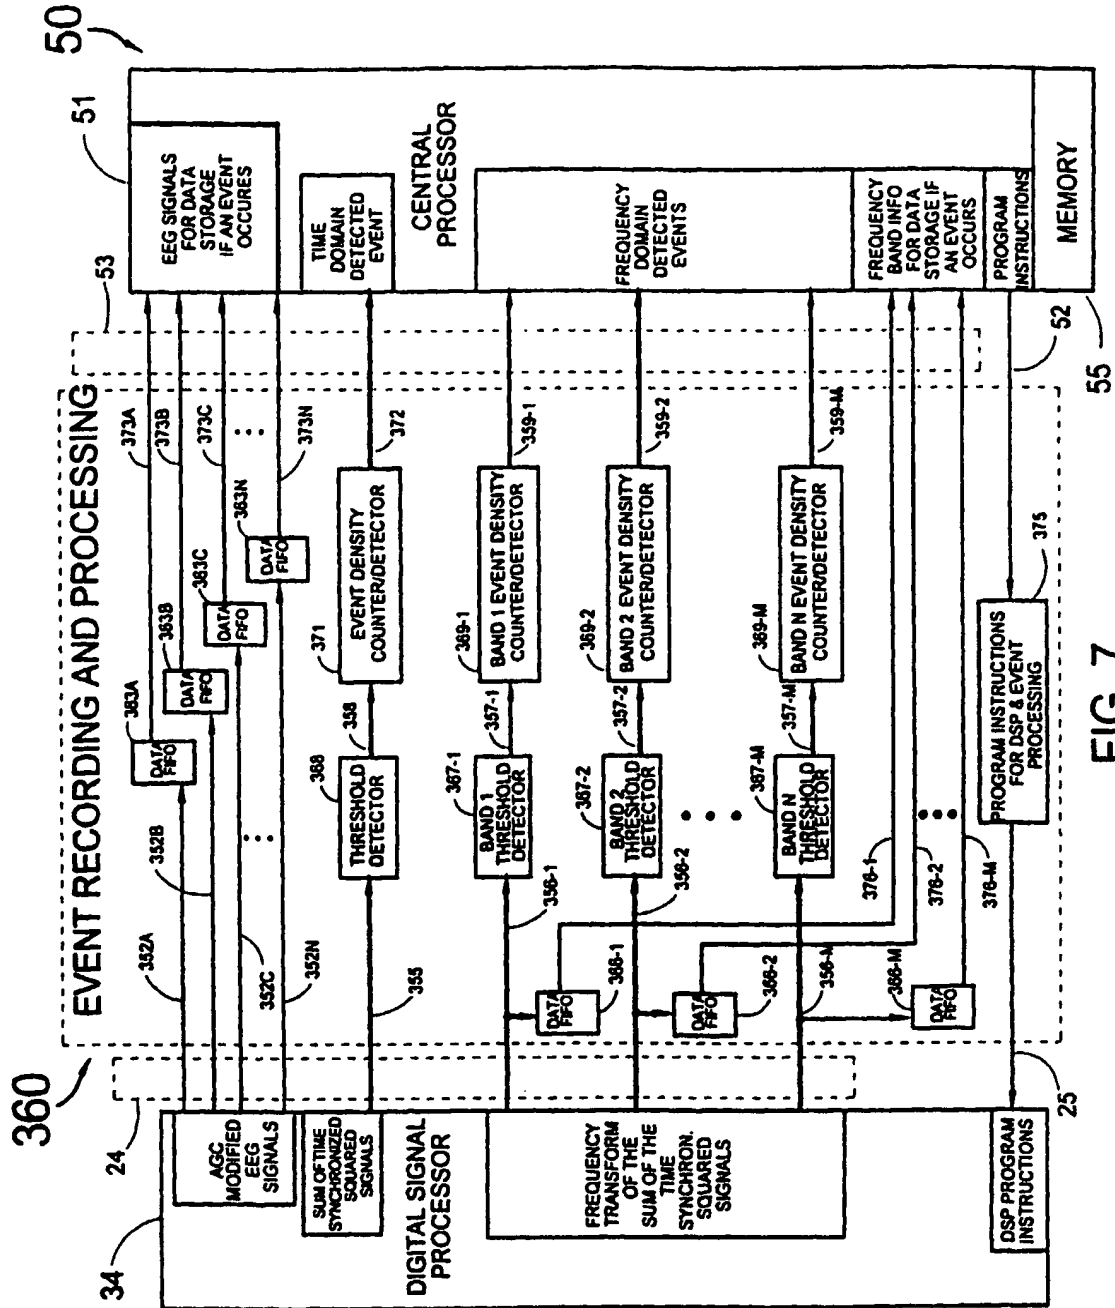 EVENT RECORDING AND PROCESSING
360
50
34
24
53
51
DIGITAL SIGNAL
PROCESSOR
AGC
MODIFIED
EEG
SIGNALS
SUM OF TIME
SYNCHRONIZED
SQUARED
SIGNALS
FREQUENCY
TRANSFORM
OF THE
SUM OF THE
TIME
SYNCHRON.
SQUARED
SIGNALS
DSP PROGRAM
INSTRUCTIONS
25
352A
352B
352C
352N
355
356-1
356-2
356-M
DATA
FIFO
363A
DATA
FIFO
363B
DATA
FIFO
363C
DATA
FIFO
363N
373A
373B
373C
373N
THRESHOLD
DETECTOR
368
358
EVENT DENSITY
COUNTER/DETECTOR
371
372
BAND 1
THRESHOLD
DETECTOR
367-1
357-1
BAND 1 EVENT DENSITY
COUNTER/DETECTOR
369-1
359-1
BAND 2
THRESHOLD
DETECTOR
367-2
357-2
BAND 2 EVENT DENSITY
COUNTER/DETECTOR
369-2
359-2
BAND N
THRESHOLD
DETECTOR
367-M
357-M
BAND N EVENT DENSITY
COUNTER/DETECTOR
369-M
359-M
DATA
FIFO
366-1
DATA
FIFO
366-2
DATA
FIFO
366-M
376-1
376-2
376-M
PROGRAM INSTRUCTIONS
FOR DSP & EVENT
PROCESSING
375
52
EEG SIGNALS
FOR DATA
STORAGE
IF AN EVENT
OCCURES
TIME
DOMAIN
DETECTED
EVENT
CENTRAL
PROCESSOR
FREQUENCY
DOMAIN
DETECTED
EVENTS
FREQUENCY
BAND INFO
FOR DATA
STORAGE IF
AN EVENT
OCCURS
PROGRAM
INSTRUCTIONS
MEMORY
55
FIG. 7